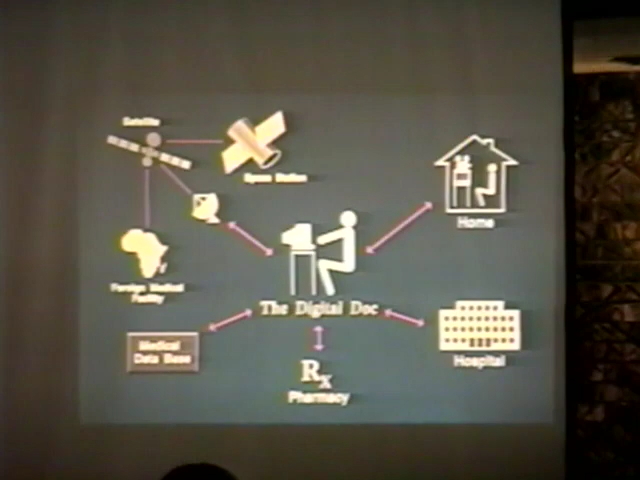 Satellite
Space Station
Home
Foreign Medical
Facility
The Digital Doc
Medical
Data Base
Hospital
Rx
Pharmacy